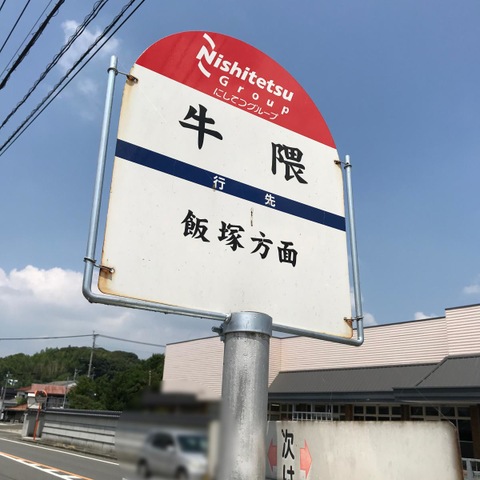 Nishitetsu
Group
にしてつグループ
牛隈
行先
飯塚方面
次は